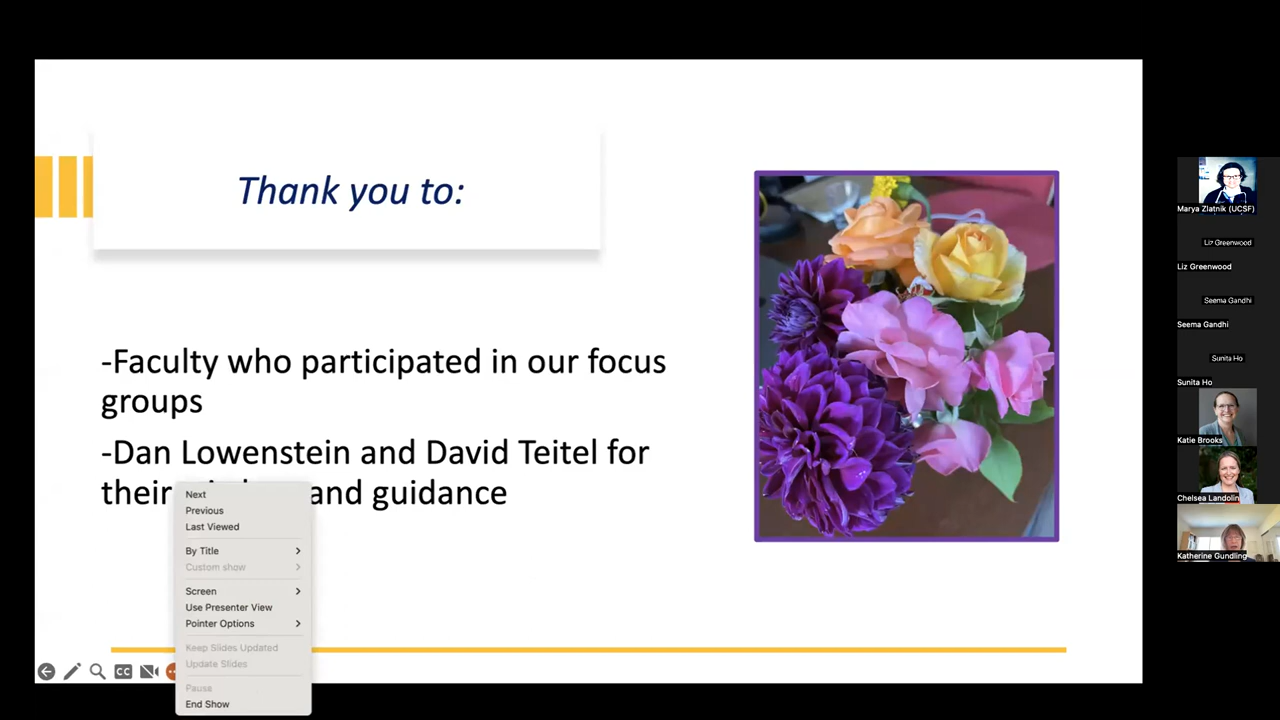 Thank you to:
-Faculty who participated in our focus
groups
-Dan Lowenstein and David Teitel for
their and guidance
Next
Previous
Last Viewed
By Title
Custom show
Screen
Use Presenter View
Pointer Options
Keep Slides Updated
Update Slides
Pause
End Show
CC
Marya Zlatnik (UCSF)
Liz Greenwood
Liz Greenwood
Seema Gandhi
Seema Gandhi
Sunita Ho
Sunita Ho
Katie Brooks
Chelsea Landolin
Katherine Gundling